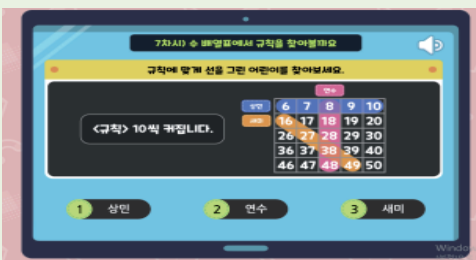 7차시) 수 배열표에서 규칙을 찾아볼까요
규칙에 맞게 선을 그린 어린이를 찾아보세요.
연수
상민 6 7 8 9 10
새미 16 17 18 19 20
<규칙> 10씩 커집니다.
26 27 28 29 30
36 37 38 39 40
46 47 48 49 50
1 상민 2 연수 3 새미
Windo